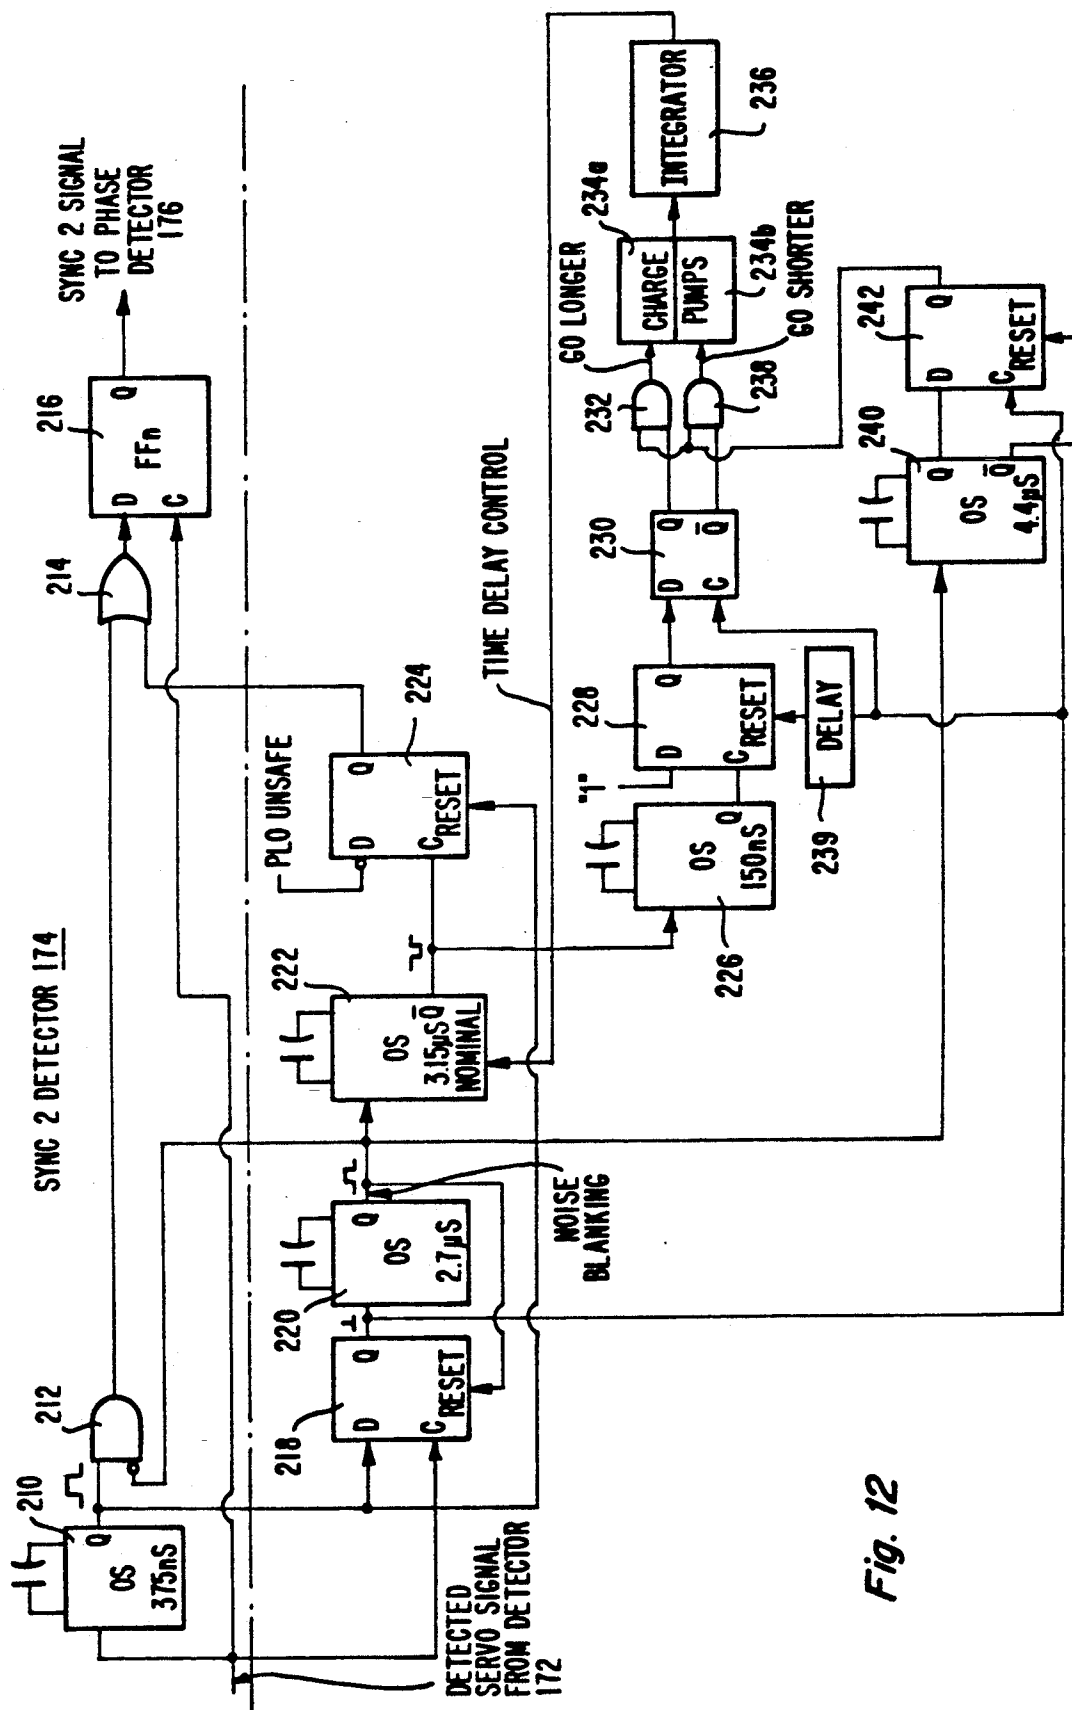 SYNC 2 DETECTOR 174
SYNC 2 SIGNAL
TO PHASE
DETECTOR
176
210
OS
375nS
Q
212
214
216
D
FFn
C
Q
DETECTED
SERVO SIGNAL
FROM DETECTOR
172
218
D
C
RESET
Q
220
OS
2.7µS
Q
NOISE
BLANKING
222
OS
3.15µS Q̅
NOMINAL
PLO UNSAFE
D
C
RESET
Q
224
TIME DELAY CONTROL
226
OS
150nS
Q
"1"
228
D
C
RESET
Q
DELAY
239
230
D
C
Q
Q̅
232
238
GO LONGER
GO SHORTER
234a
CHARGE
PUMPS
234b
INTEGRATOR
236
240
OS
4.4µS
Q
Q̅
242
D
C
RESET
Q
Fig. 12